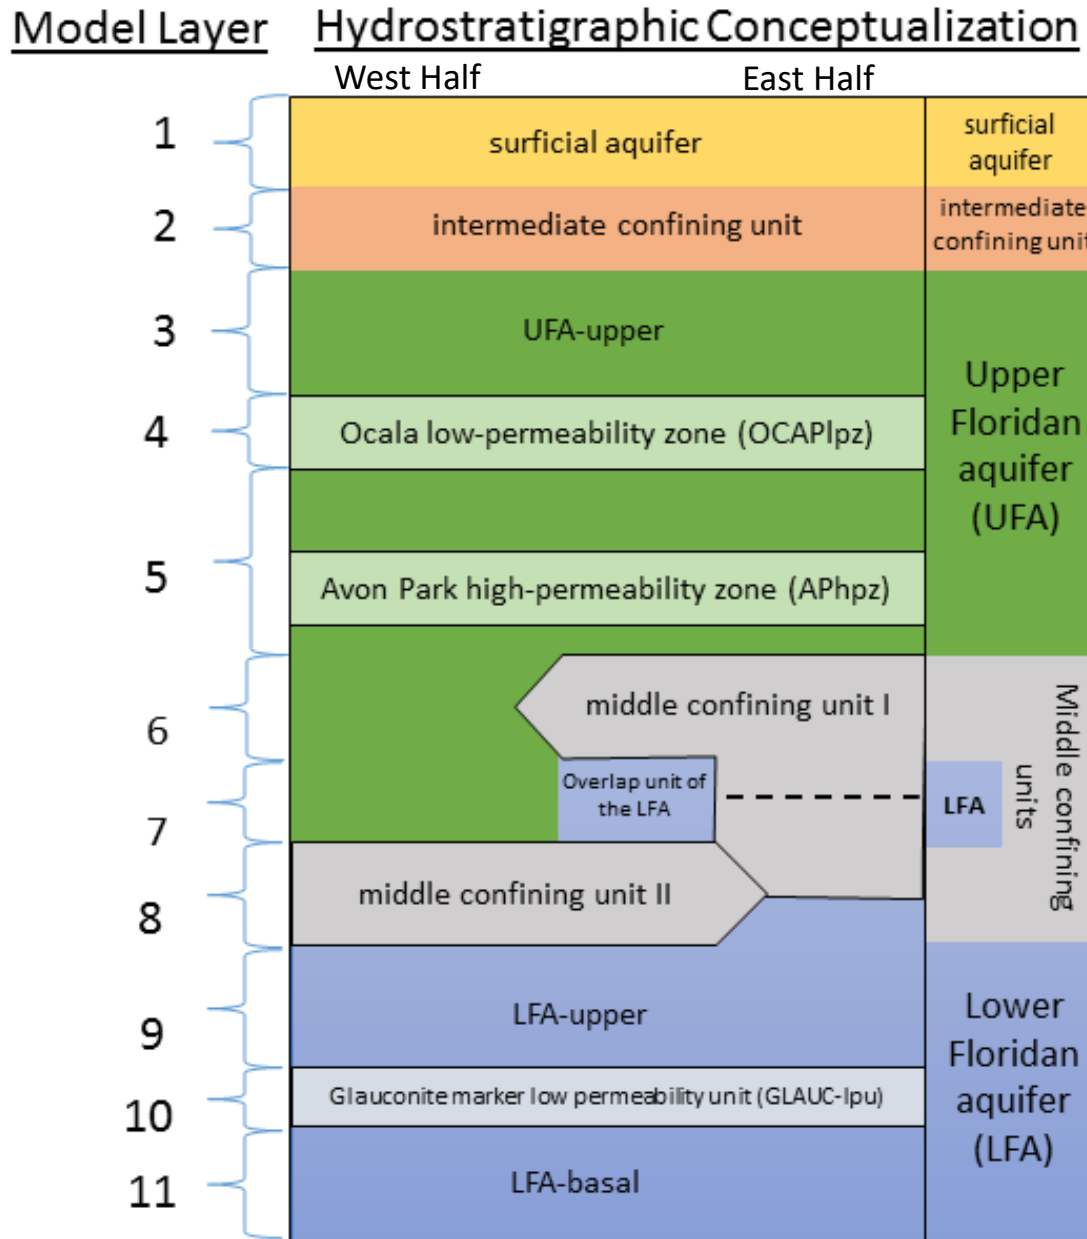 Model Layer
Hydrostratigraphic Conceptualization
West Half
East Half
1
surficial aquifer
surficial
aquifer
2
intermediate confining unit
intermediate
confining unit
3
UFA-upper
Upper
Floridan
aquifer
(UFA)
4
Ocala low-permeability zone (OCAPlpz)
5
Avon Park high-permeability zone (APhpz)
6
middle confining unit I
Middle confining
units
7
Overlap unit of
the LFA
LFA
8
middle confining unit II
9
LFA-upper
Lower
Floridan
aquifer
(LFA)
10
Glauconite marker low permeability unit (GLAUC-lpu)
11
LFA-basal